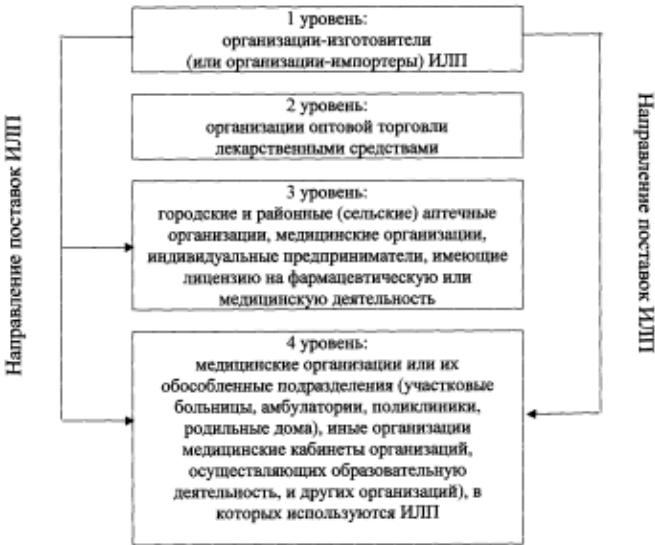 1 уровень:
организации-изготовители
(или организации-импортеры) ИЛП
2 уровень:
организации оптовой торговли
лекарственными средствами
3 уровень:
городские и районные (сельские) аптечные
организации, медицинские организации,
индивидуальные предприниматели, имеющие
лицензию на фармацевтическую или
медицинскую деятельность
4 уровень:
медицинские организации или их
обособленные подразделения (участковые
больницы, амбулатории, поликлиники,
родильные дома), иные организации
медицинские кабинеты организаций,
осуществляющих образовательную
деятельность, и других организаций), в
которых используются ИЛП
Направление поставок ИЛП
Направление поставок ИЛП